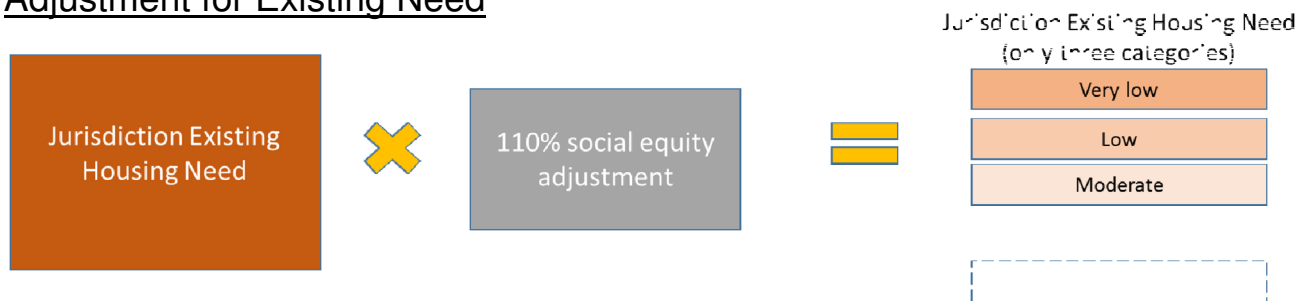 Adjustment for Existing Need
Jurisdiction Existing Housing Need
(only three categories)
Very low
Jurisdiction Existing
Housing Need
110% social equity
adjustment
Low
Moderate